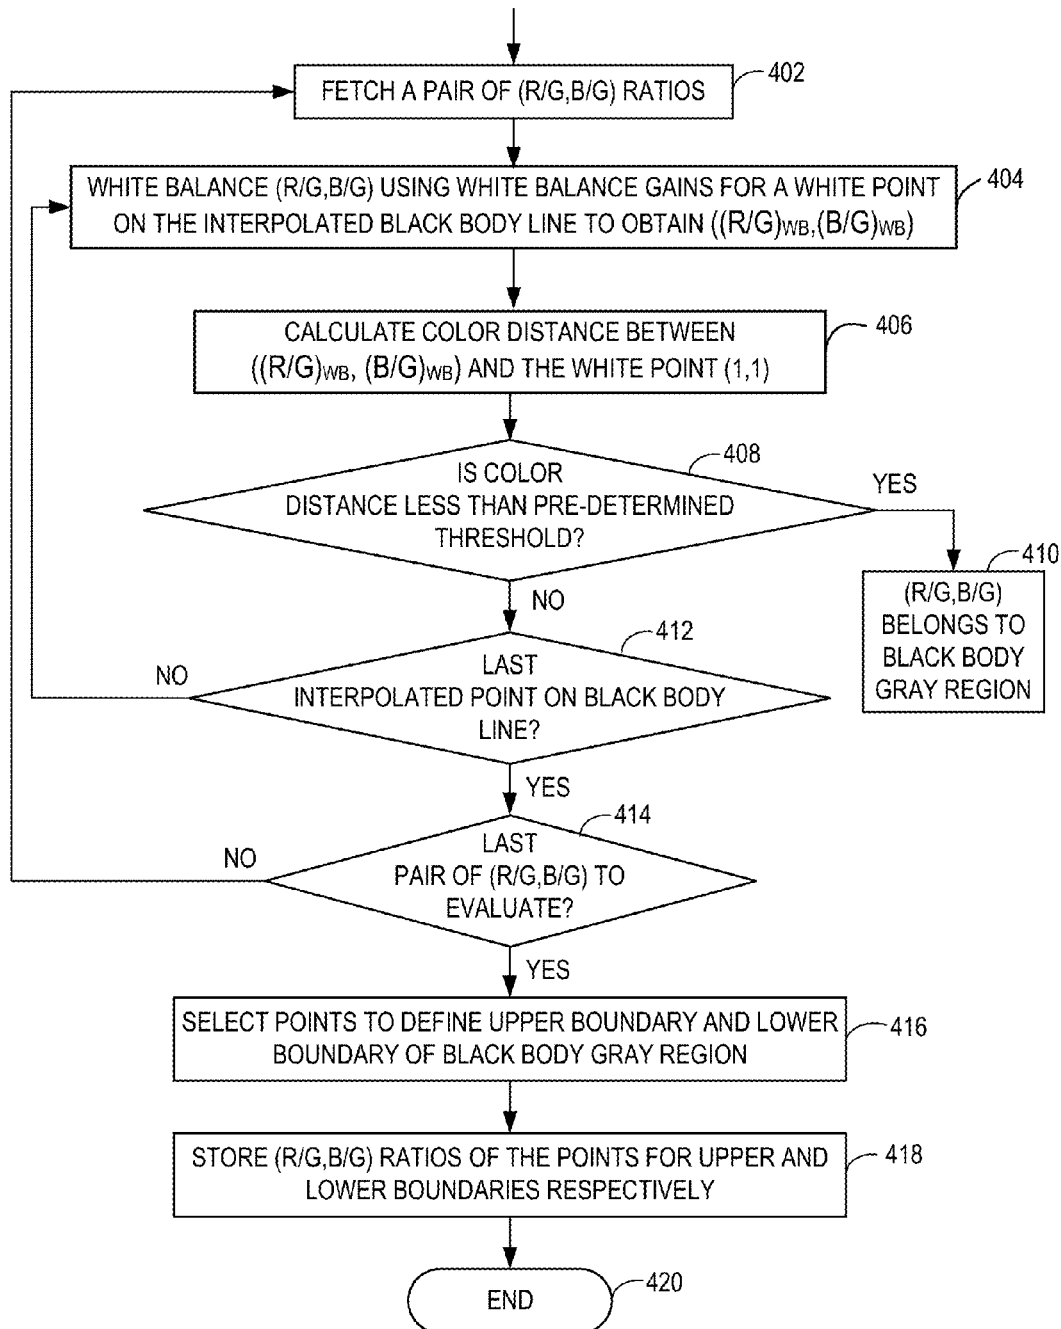 402
FETCH A PAIR OF (R/G,B/G) RATIOS
404
WHITE BALANCE (R/G,B/G) USING WHITE BALANCE GAINS FOR A WHITE POINT
ON THE INTERPOLATED BLACK BODY LINE TO OBTAIN ((R/G)WB,(B/G)WB)
406
CALCULATE COLOR DISTANCE BETWEEN
((R/G)WB, (B/G)WB) AND THE WHITE POINT (1,1)
408
IS COLOR
DISTANCE LESS THAN PRE-DETERMINED
THRESHOLD?
YES
410
(R/G,B/G)
BELONGS TO
BLACK BODY
GRAY REGION
NO
412
LAST
INTERPOLATED POINT ON BLACK BODY
LINE?
NO
YES
414
LAST
PAIR OF (R/G,B/G) TO
EVALUATE?
NO
YES
SELECT POINTS TO DEFINE UPPER BOUNDARY AND LOWER
BOUNDARY OF BLACK BODY GRAY REGION
416
STORE (R/G,B/G) RATIOS OF THE POINTS FOR UPPER AND
LOWER BOUNDARIES RESPECTIVELY
418
END
420